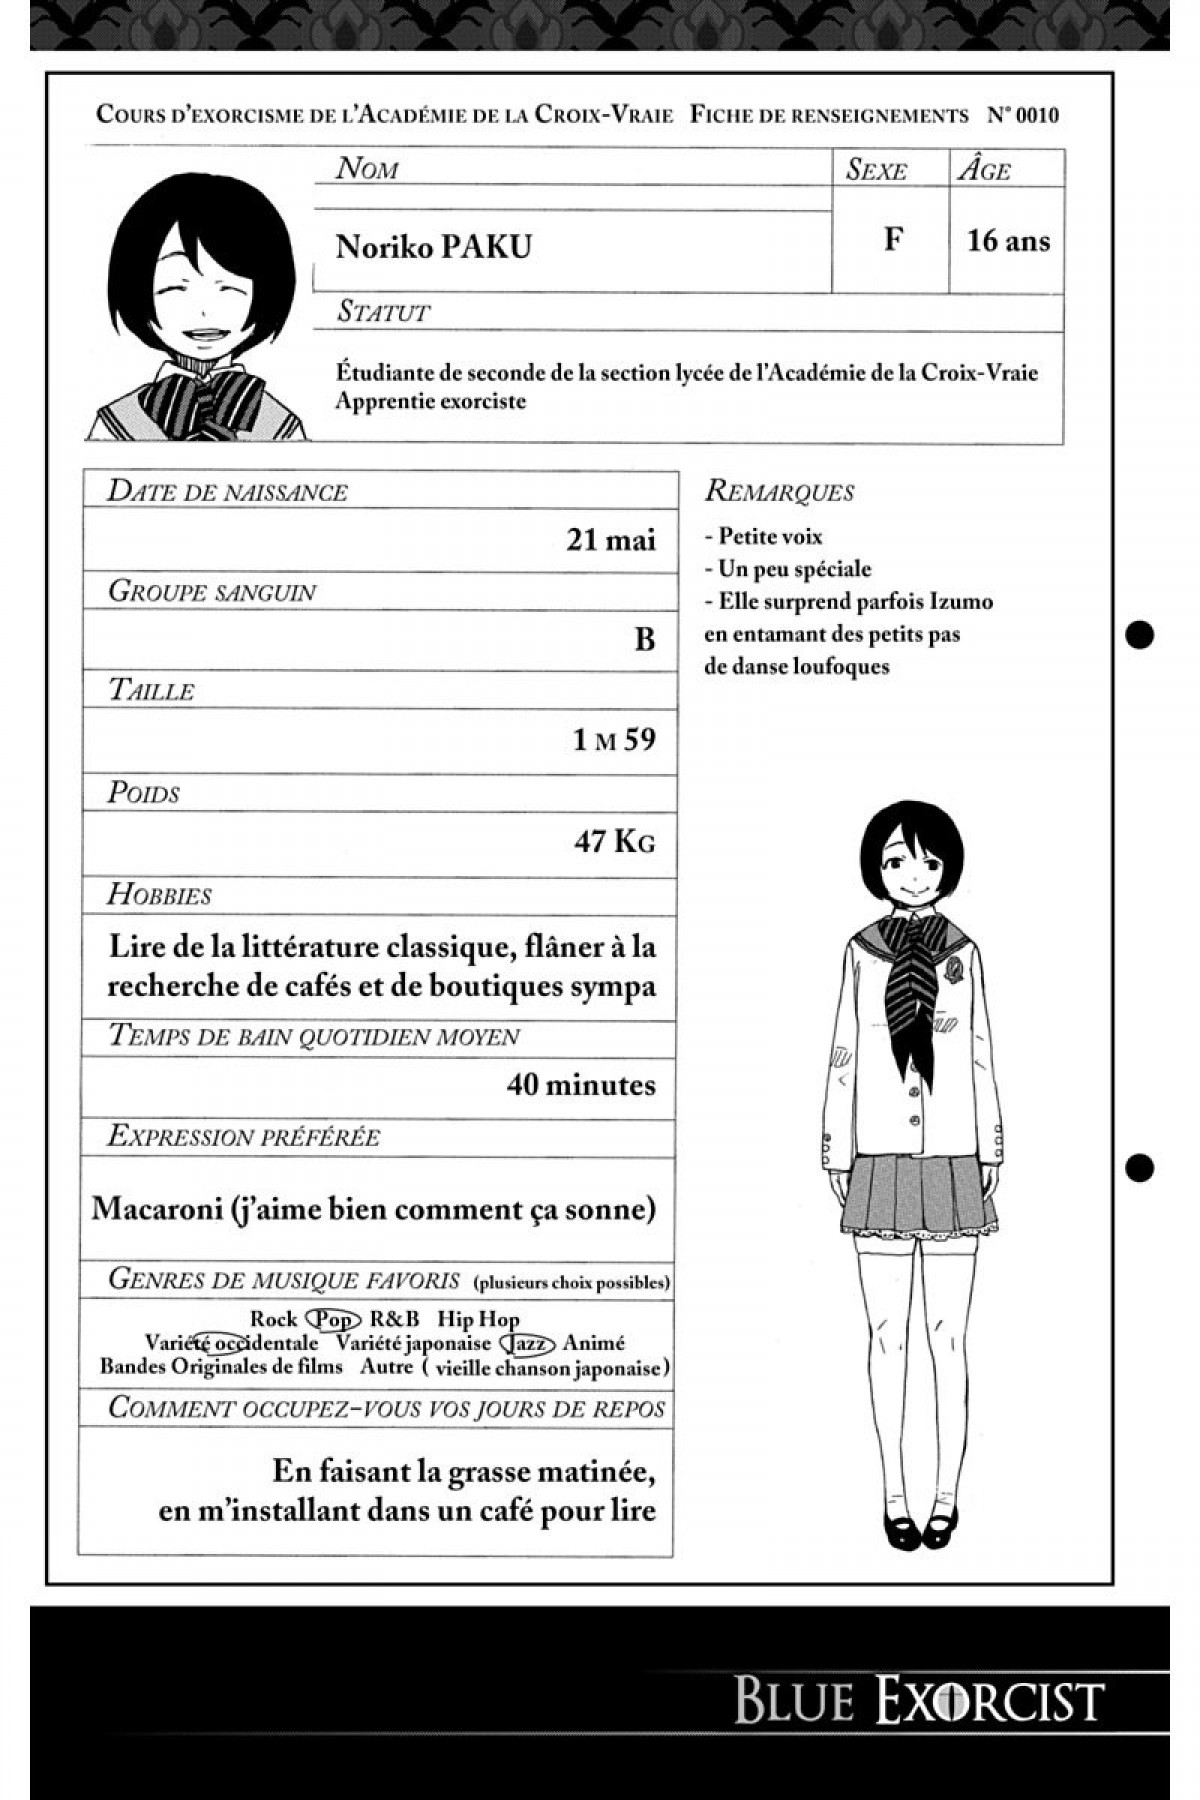 COURS D'EXORCISME DE L'ACADÉMIE DE LA CROIX-VRAIE FICHE DE RENSEIGNEMENTS N° 0010
NOM
SEXE
ÂGE
Noriko PAKU
F
16 ans
STATUT
Étudiante de seconde de la section lycée de l'Académie de la Croix-Vraie
Apprentie exorciste
DATE DE NAISSANCE
21 mai
GROUPE SANGUIN
B
TAILLE
1 M 59
POIDS
47 KG
HOBBIES
Lire de la littérature classique, flâner à la
recherche de cafés et de boutiques sympa
TEMPS DE BAIN QUOTIDIEN MOYEN
40 minutes
EXPRESSION PRÉFÉRÉE
Macaroni (j'aime bien comment ça sonne)
GENRES DE MUSIQUE FAVORIS (plusieurs choix possibles)
Rock Pop R&B Hip Hop
Variété occidentale Variété japonaise Jazz Animé
Bandes Originales de films Autre ( vieille chanson japonaise)
COMMENT OCCUPEZ-VOUS VOS JOURS DE REPOS
En faisant la grasse matinée,
en m'installant dans un café pour lire
REMARQUES
- Petite voix
- Un peu spéciale
- Elle surprend parfois Izumo
en entamant des petits pas
de danse loufoques
BLUE EXORCIST